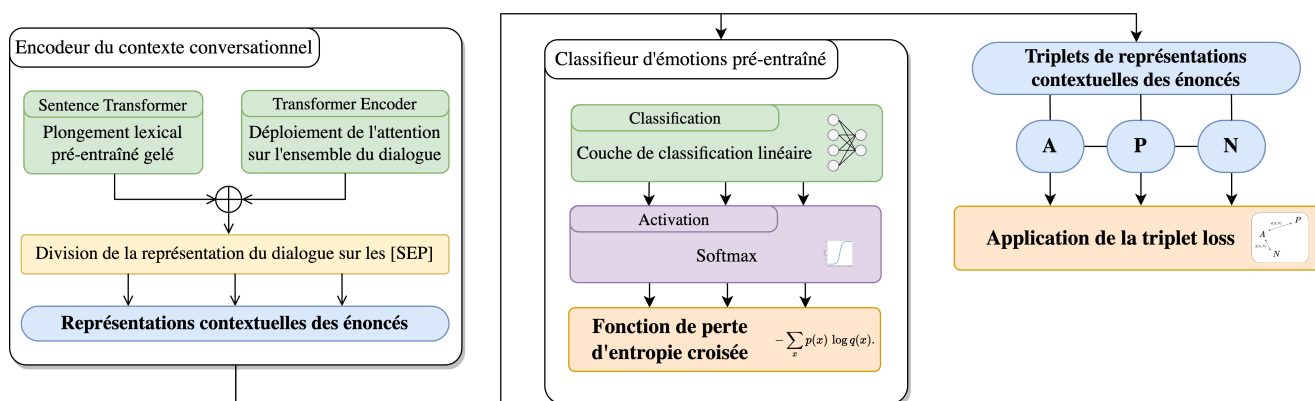 Encodeur du contexte conversationnel
Sentence Transformer
Plongement lexical
pré-entraîné gelé
Transformer Encoder
Déploiement de l'attention
sur l'ensemble du dialogue
Division de la représentation du dialogue sur les [SEP]
Représentations contextuelles des énoncés
Classifieur d'émotions pré-entraîné
Classification
Couche de classification linéaire
Activation
Softmax
Fonction de perte
d'entropie croisée
− ∑x p(x) log q(x).
Triplets de représentations
contextuelles des énoncés
A
P
N
Application de la triplet loss
P
A
N